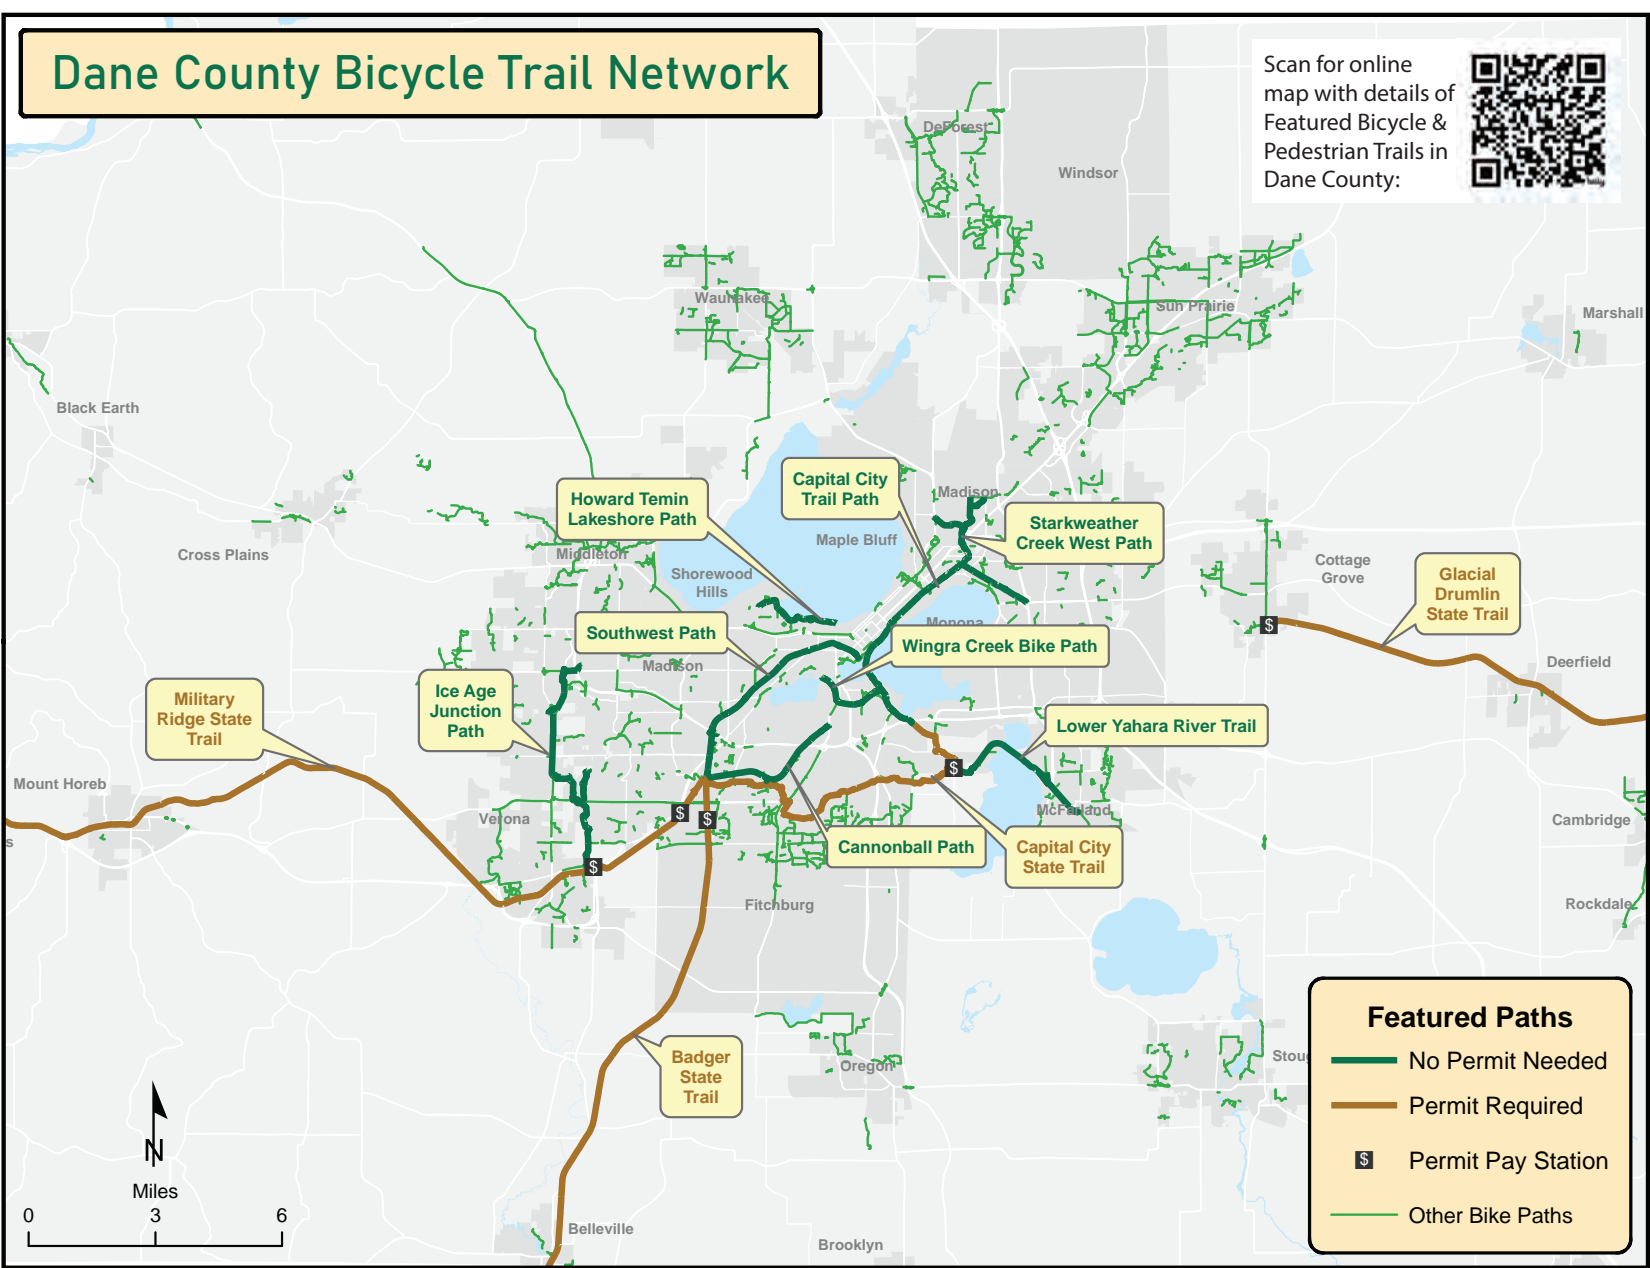 Dane County Bicycle Trail Network
Scan for online
map with details of
Featured Bicycle &
Pedestrian Trails in
Dane County:
DeForest
Windsor
Waunakee
Sun Prairie
Marshall
Black Earth
Cross Plains
Howard Temin
Lakeshore Path
Capital City
Trail Path
Madison
Starkweather
Creek West Path
Maple Bluff
Middleton
Shorewood
Hills
Cottage
Grove
Glacial
Drumlin
State Trail
$
Monona
Southwest Path
Wingra Creek Bike Path
Madison
Deerfield
Military
Ridge State
Trail
Ice Age
Junction
Path
Lower Yahara River Trail
Mount Horeb
$
McFarland
s
Verona
$
$
Cambridge
Cannonball Path
Capital City
State Trail
$
Fitchburg
Rockdale
Badger
State
Trail
Oregon
Stou
Belleville
Brooklyn
N
Miles
0 3 6
Featured Paths
No Permit Needed
Permit Required
$ Permit Pay Station
Other Bike Paths